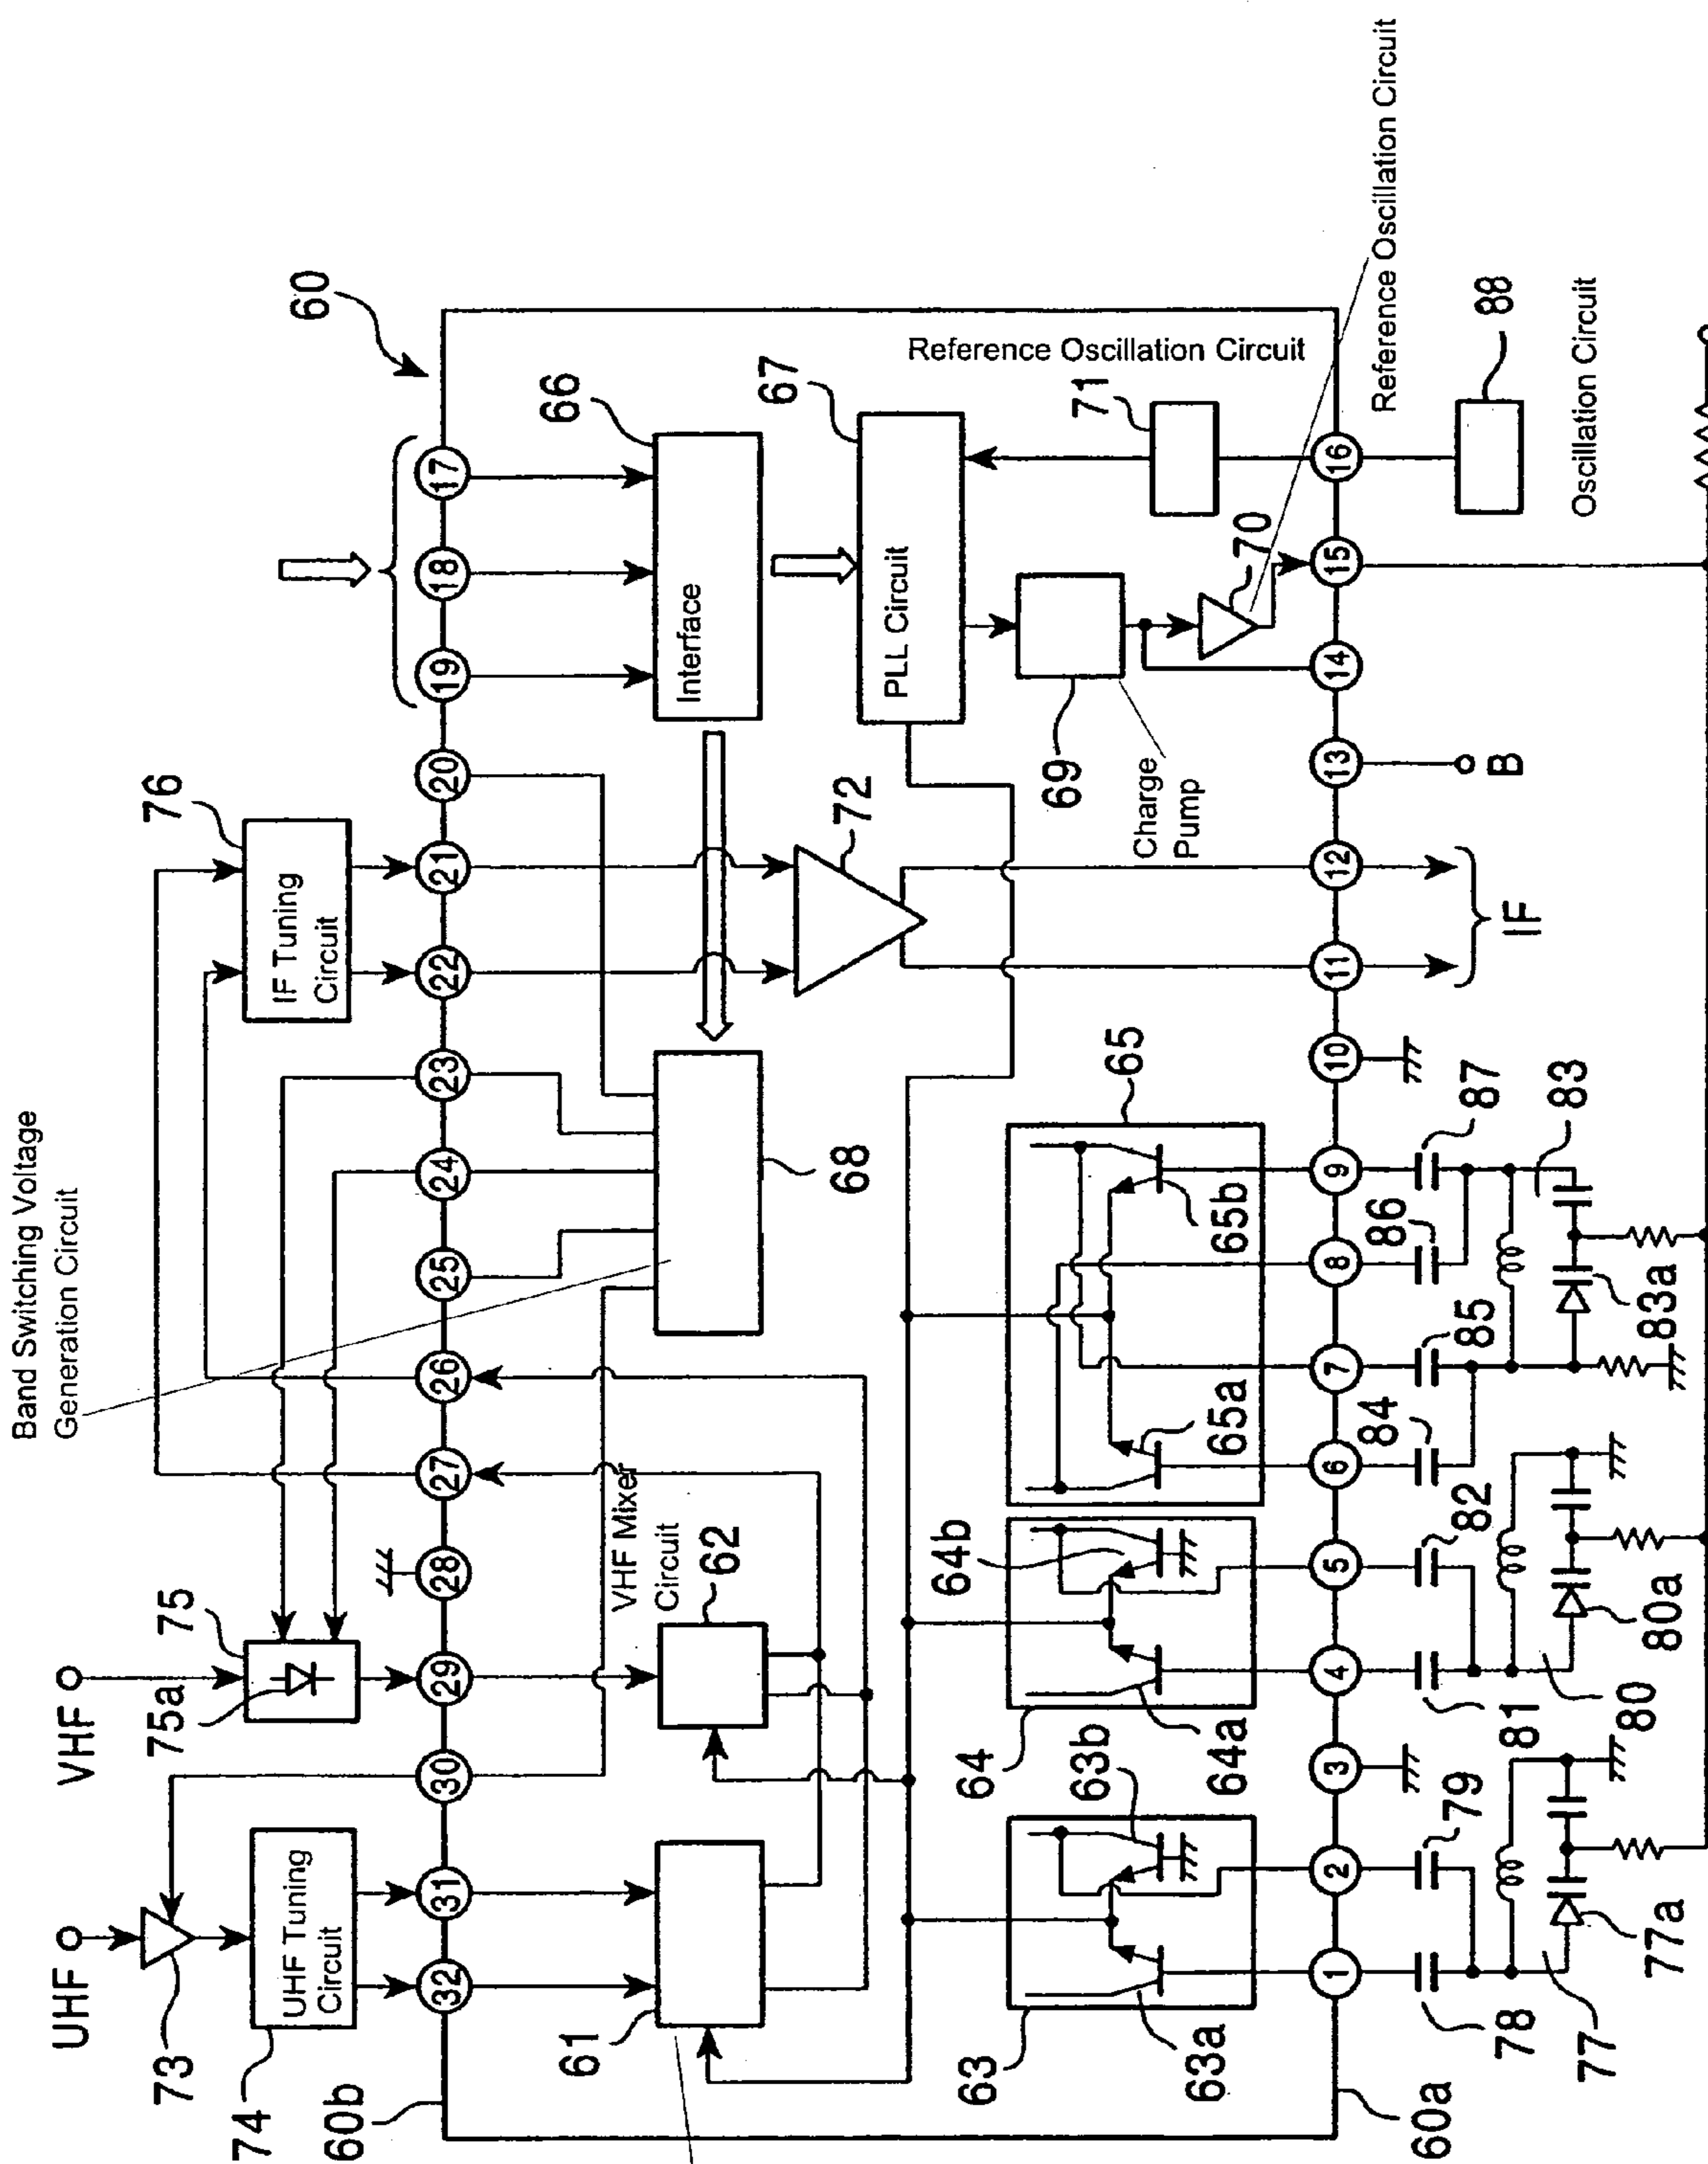 UHF
VHF
73
74
UHF Tuning
Circuit
75
75a
76
IF Tuning
Circuit
Band Switching Voltage
Generation Circuit
60
60b
32
31
30
29
28
27
26
25
24
23
22
21
20
19
18
17
61
62
VHF Mixer
Circuit
68
66
Interface
72
67
PLL Circuit
Reference Oscillation Circuit
71
69
Charge
Pump
70
Reference Oscillation Circuit
63
63a
63b
64
64a
64b
65
65a
65b
60a
1
2
3
4
5
6
7
8
9
10
11
12
13
14
15
16
IF
B
88
Oscillation Circuit
78
79
77
77a
81
82
80
80a
84
85
86
87
83
83a